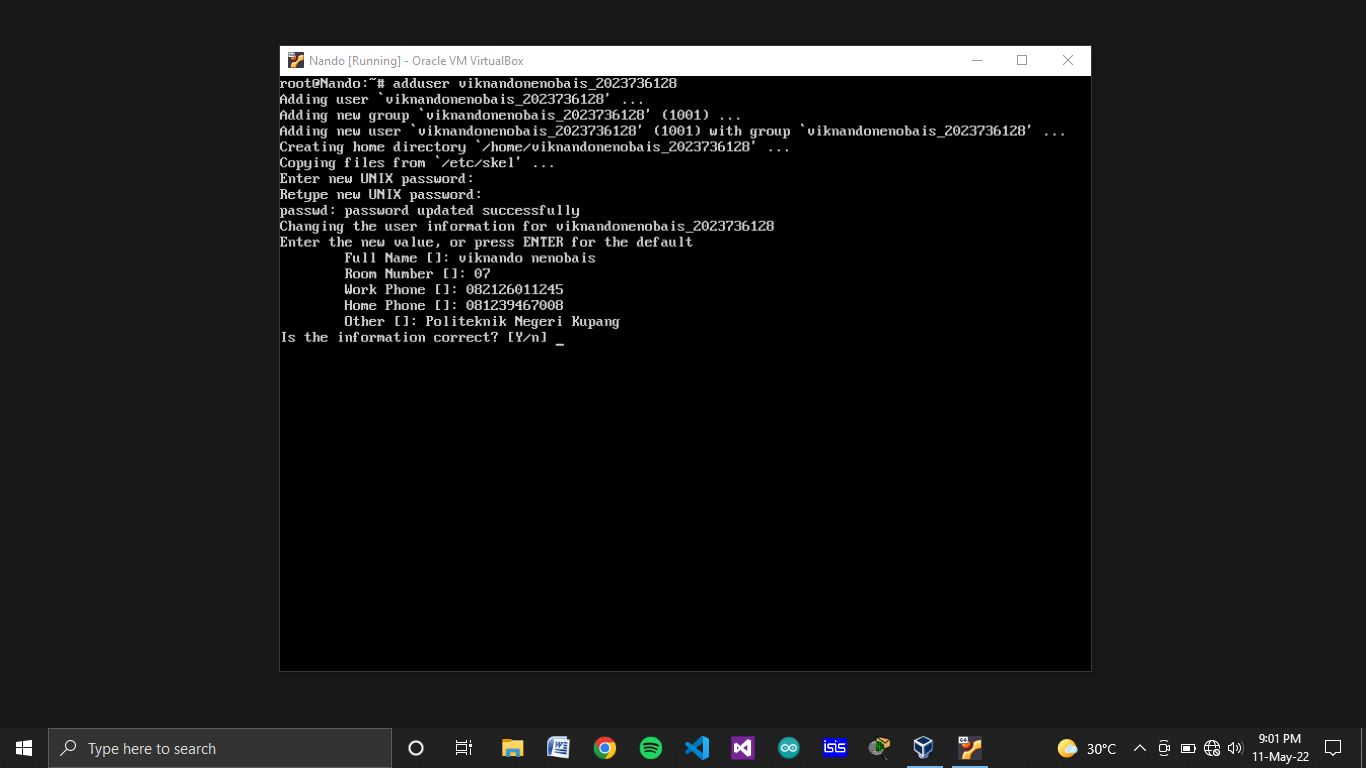 Nando [Running] - Oracle VM VirtualBox
root@Nando:~# adduser viknandonenobais_2023736128
Adding user `viknandonenobais_2023736128' ...
Adding new group `viknandonenobais_2023736128' (1001) ...
Adding new user `viknandonenobais_2023736128' (1001) with group `viknandonenobais_2023736128' ...
Creating home directory `/home/viknandonenobais_2023736128' ...
Copying files from `/etc/skel' ...
Enter new UNIX password:
Retype new UNIX password:
passwd: password updated successfully
Changing the user information for viknandonenobais_2023736128
Enter the new value, or press ENTER for the default
Full Name []: viknando nenobais
Room Number []: 07
Work Phone []: 082126011245
Home Phone []: 081239467008
Other []: Politeknik Negeri Kupang
Is the information correct? [Y/n] _
Type here to search
isis
30°C
9:01 PM
11-May-22